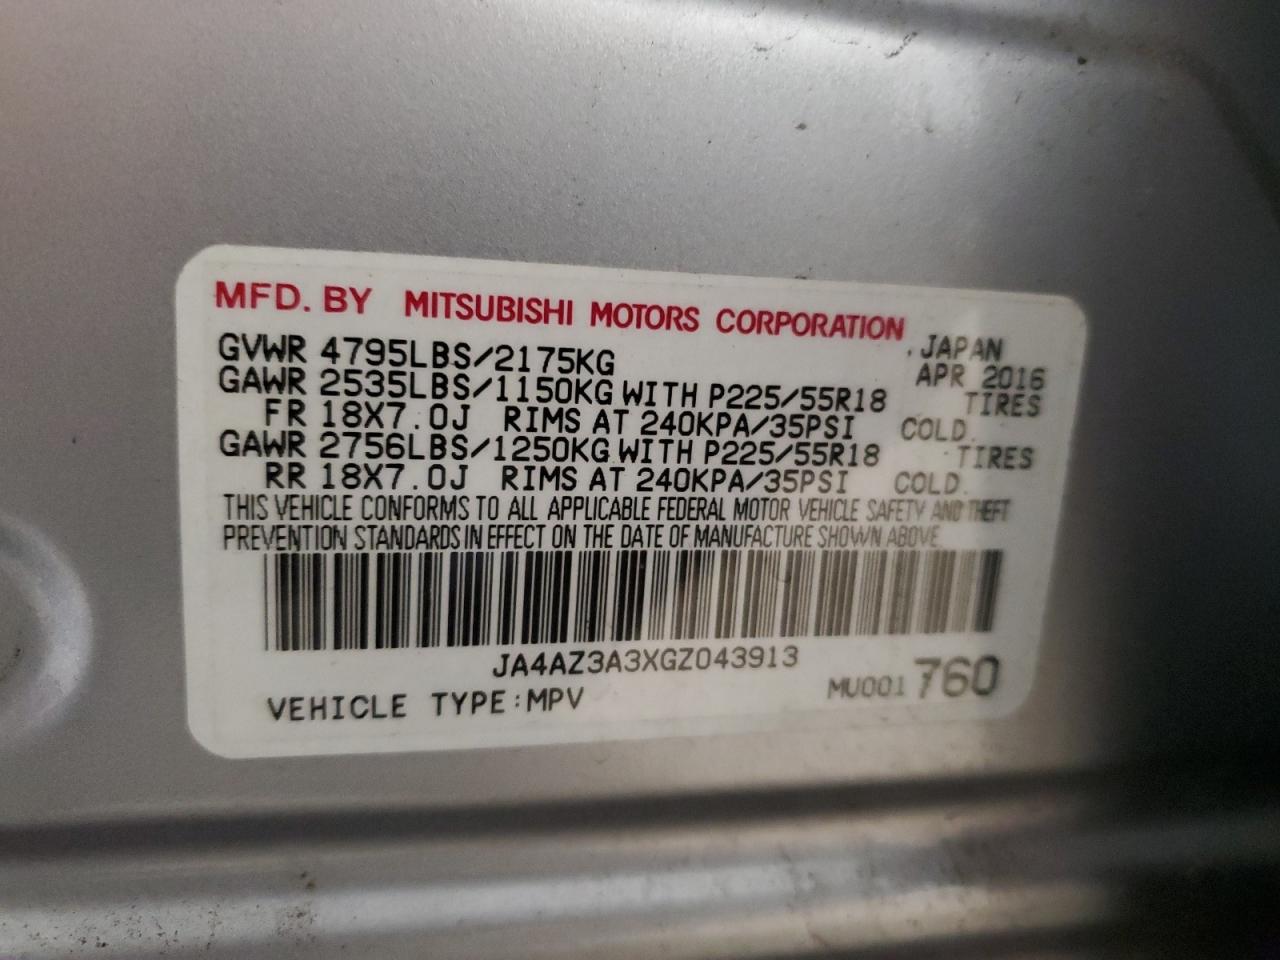 MFD. BY MITSUBISHI MOTORS CORPORATION
GVWR 4795LBS/2175KG . JAPAN
APR 2016
GAWR 2535LBS/1150KG WITH P225/55R18 TIRES
FR 18X7.0J RIMS AT 240KPA/35PSI COLD.
GAWR 2756LBS/1250KG WITH P225/55R18 TIRES
RR 18X7.0J RIMS AT 240KPA/35PSI COLD.
THIS VEHICLE CONFORMS TO ALL APPLICABLE FEDERAL MOTOR VEHICLE SAFETY AND THEFT
PREVENTION STANDARDS IN EFFECT ON THE DATE OF MANUFACTURE SHOWN ABOVE.
JA4AZ3A3XGZ043913
VEHICLE TYPE:MPV MU001 760